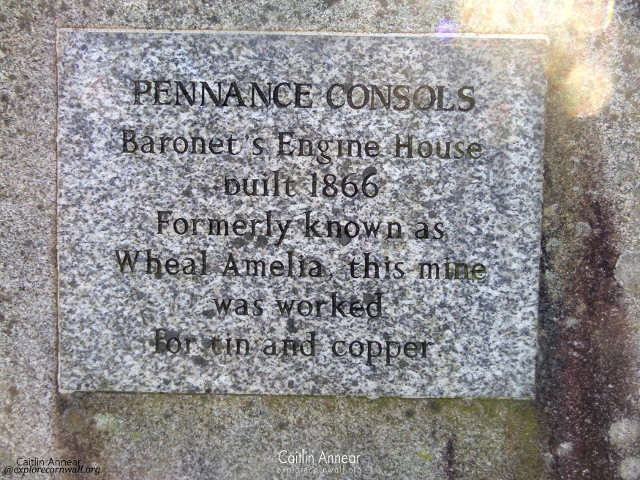 PENNANCE CONSOLS
Baronet's Engine House
built 1866
Formerly known as
Wheal Amelia, this mine
was worked
for tin and copper
Caitlin Annear
explorecornwall.org
Caitlin Annear
@explorecornwall.org